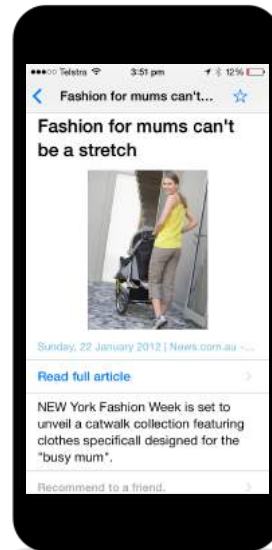 Telstra 3:51 pm 12%
Fashion for mums can't...
Fashion for mums can't
be a stretch
Sunday, 22 January 2012 | News.com.au -...
Read full article
NEW York Fashion Week is set to
unveil a catwalk collection featuring
clothes specificall designed for the
"busy mum".
Recommend to a friend.